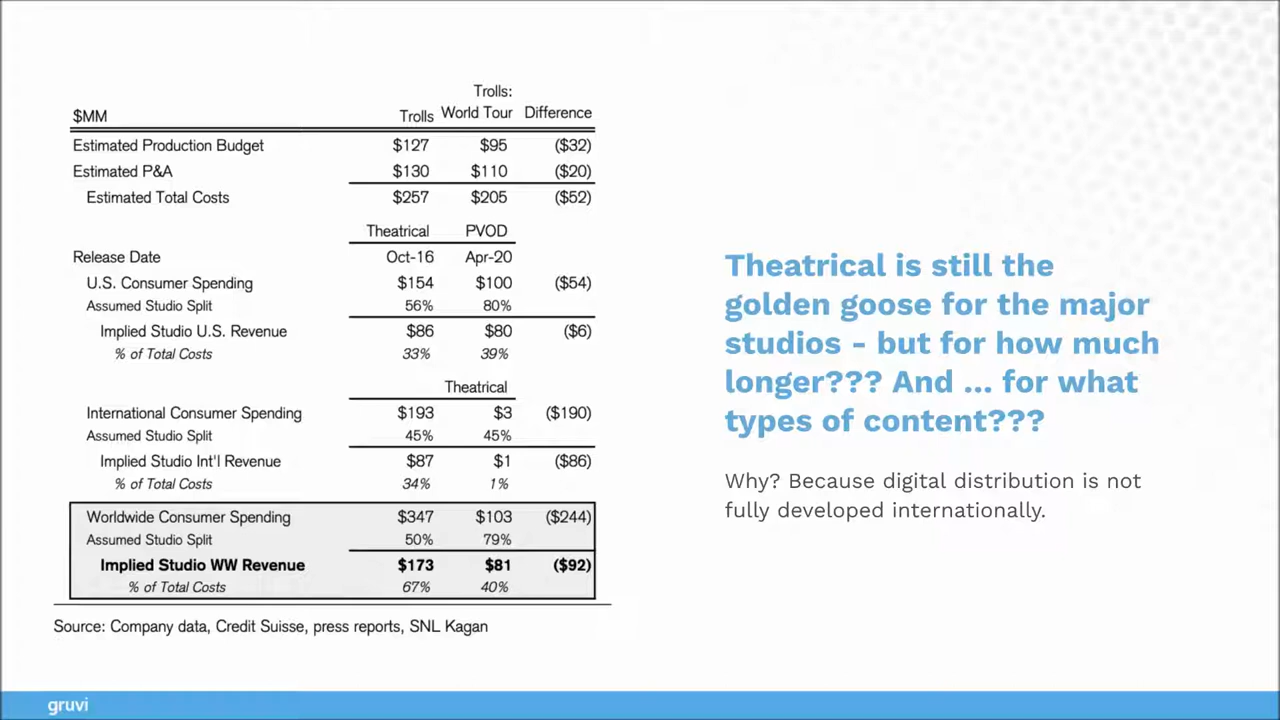 Trolls:
$MM Trolls World Tour Difference
Estimated Production Budget $127 $95 ($32)
Estimated P&A $130 $110 ($20)
Estimated Total Costs $257 $205 ($52)
Theatrical PVOD
Release Date Oct-16 Apr-20
U.S. Consumer Spending $154 $100 ($54)
Assumed Studio Split 56% 80%
Implied Studio U.S. Revenue $86 $80 ($6)
% of Total Costs 33% 39%
Theatrical
International Consumer Spending $193 $3 ($190)
Assumed Studio Split 45% 45%
Implied Studio Int'l Revenue $87 $1 ($86)
% of Total Costs 34% 1%
Worldwide Consumer Spending $347 $103 ($244)
Assumed Studio Split 50% 79%
Implied Studio WW Revenue $173 $81 ($92)
% of Total Costs 67% 40%
Source: Company data, Credit Suisse, press reports, SNL Kagan
Theatrical is still the
golden goose for the major
studios - but for how much
longer??? And ... for what
types of content???
Why? Because digital distribution is not
fully developed internationally.
gruvi